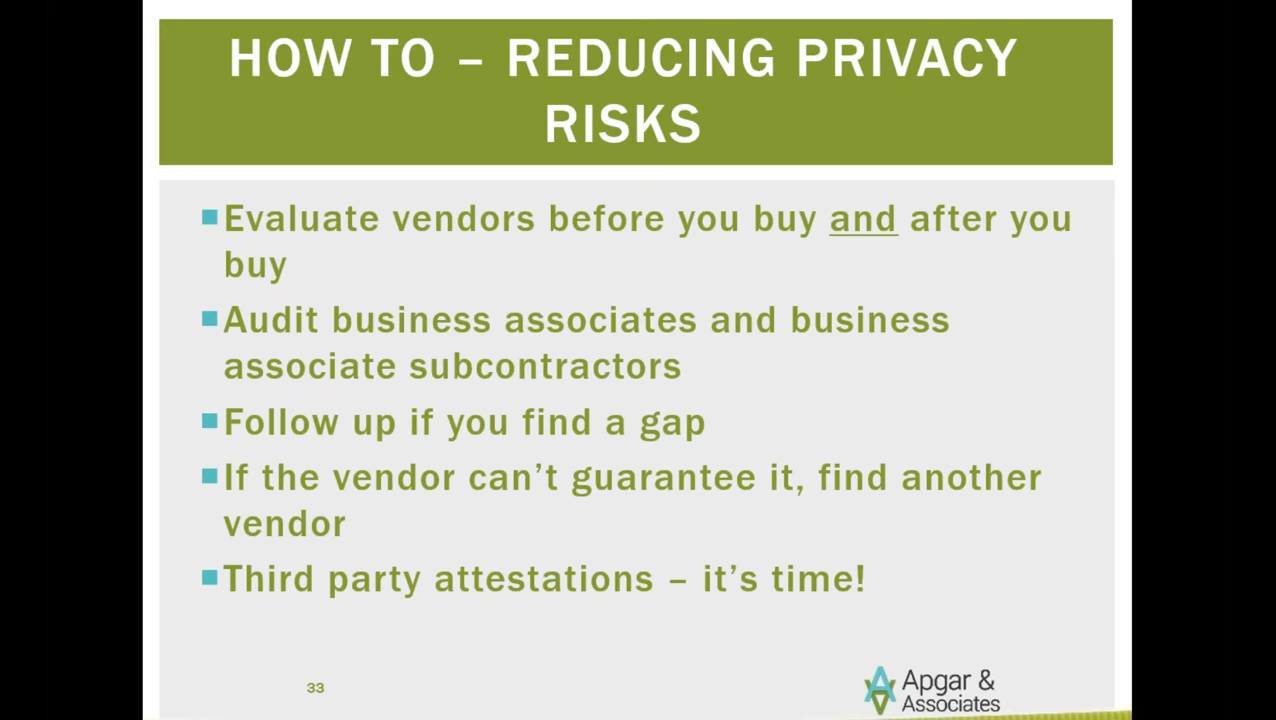 HOW TO – REDUCING PRIVACY
RISKS
Evaluate vendors before you buy and after you
buy
Audit business associates and business
associate subcontractors
Follow up if you find a gap
If the vendor can’t guarantee it, find another
vendor
Third party attestations – it’s time!
33
Apgar &
Associates